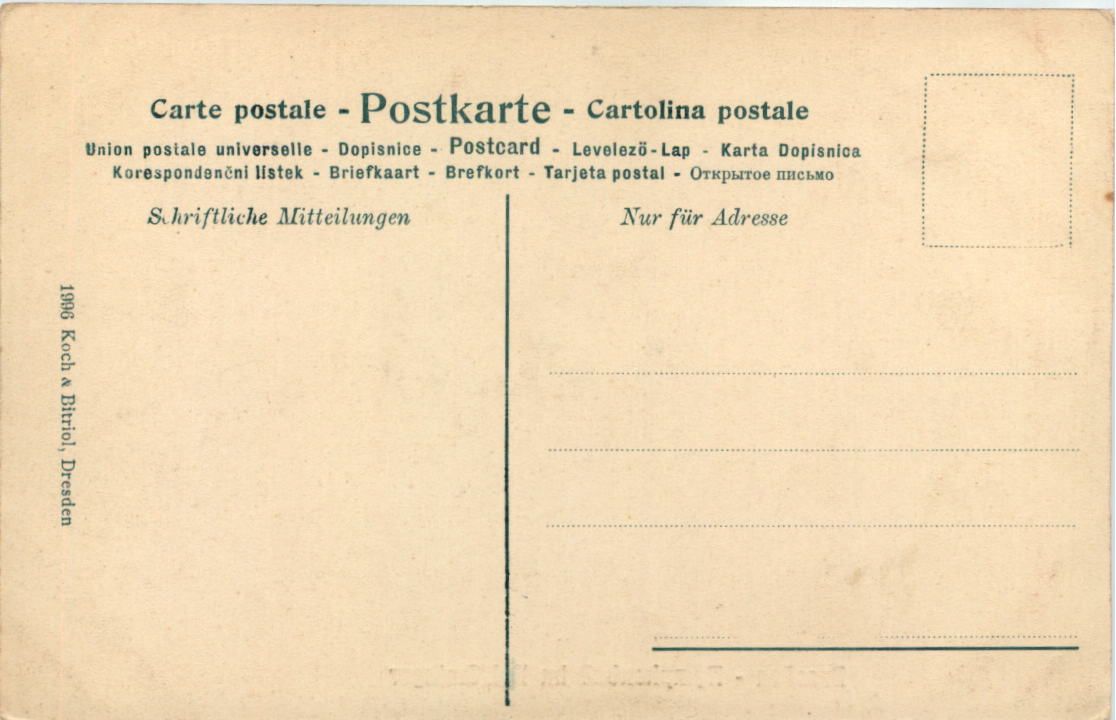 Carte postale - Postkarte - Cartolina postale
Union postale universelle - Dopisnice - Postcard - Levelező-Lap - Karta Dopisnica
Korespondenčni listek - Briefkaart - Brefkort - Tarjeta postal - Открытое письмо
Schriftliche Mitteilungen
Nur für Adresse
1996 Koch & Bitriol, Dresden